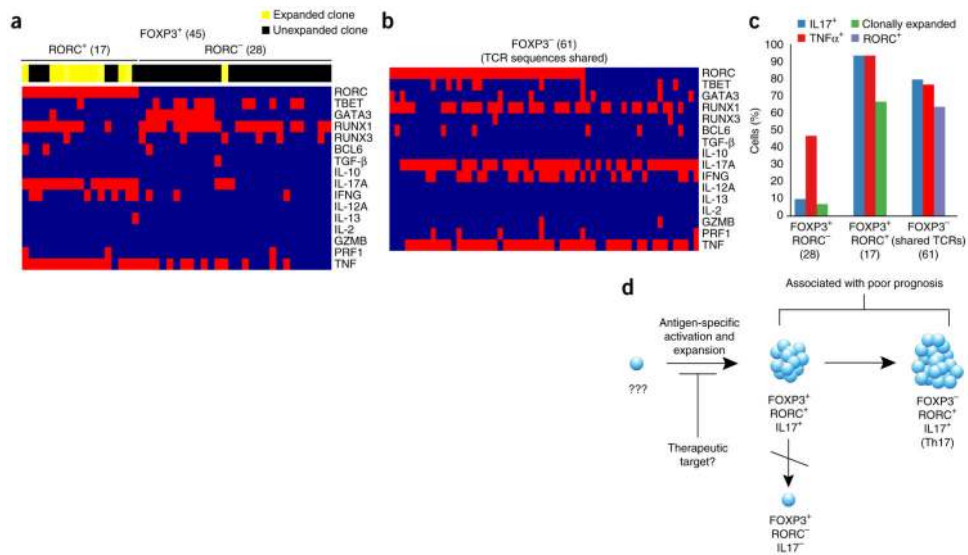 a
Expanded clone
Unexpanded clone
FOXP3+ (45)
RORC+ (17)
RORC− (28)
RORC
TBET
GATA3
RUNX1
RUNX3
BCL6
TGF-β
IL-10
IL-17A
IFNG
IL-12A
IL-13
IL-2
GZMB
PRF1
TNF
b
FOXP3− (61)
(TCR sequences shared)
RORC
TBET
GATA3
RUNX1
RUNX3
BCL6
TGF-β
IL-10
IL-17A
IFNG
IL-12A
IL-13
IL-2
GZMB
PRF1
TNF
c
IL17+
Clonally expanded
TNFα+
RORC+
Cells (%)
100
90
80
70
60
50
40
30
20
10
0
FOXP3+
RORC−
(28)
FOXP3+
RORC+
(17)
FOXP3−
(shared TCRs)
(61)
d
Associated with poor prognosis
Antigen-specific
activation and
expansion
???
FOXP3+
RORC+
IL17+
FOXP3−
RORC+
IL17+
(Th17)
Therapeutic
target?
FOXP3+
RORC−
IL17−